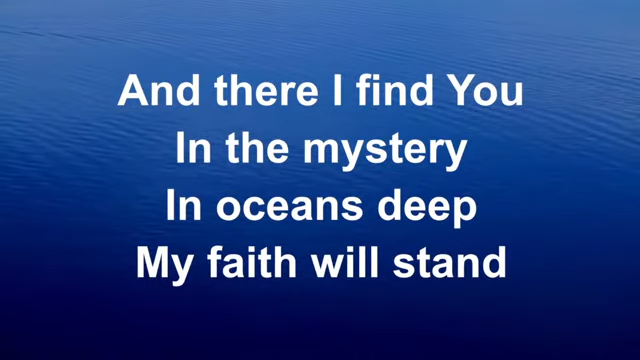 And there I find You
In the mystery
In oceans deep
My faith will stand